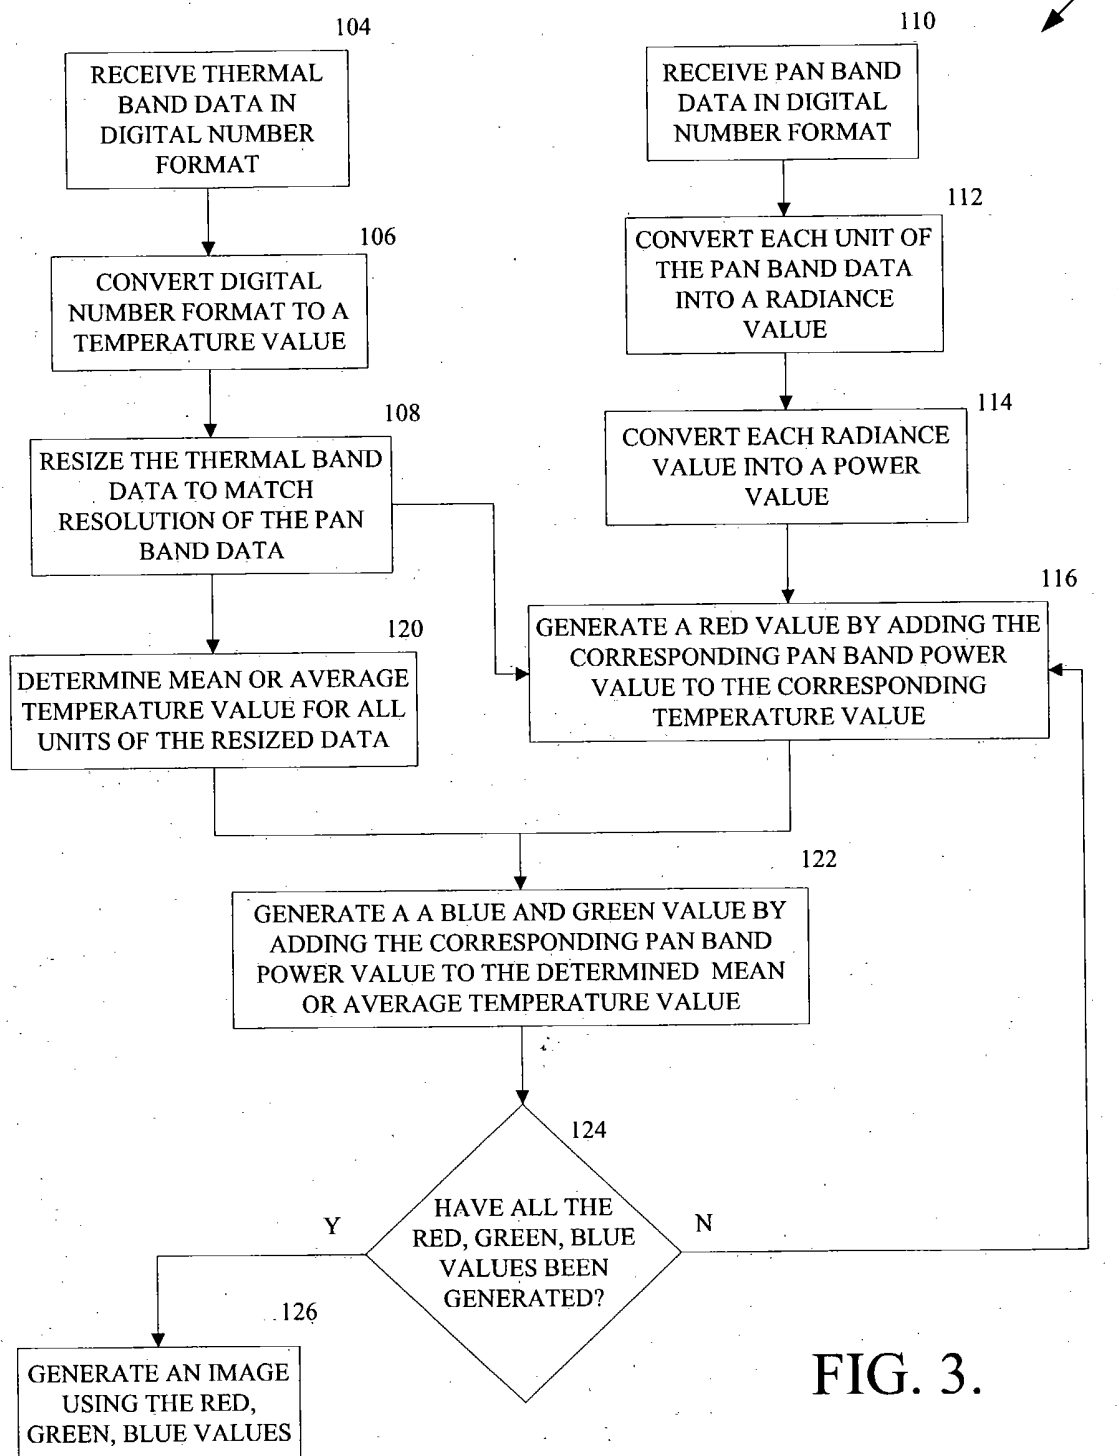 104
RECEIVE THERMAL
BAND DATA IN
DIGITAL NUMBER
FORMAT
110
RECEIVE PAN BAND
DATA IN DIGITAL
NUMBER FORMAT
106
CONVERT DIGITAL
NUMBER FORMAT TO A
TEMPERATURE VALUE
112
CONVERT EACH UNIT OF
THE PAN BAND DATA
INTO A RADIANCE
VALUE
108
RESIZE THE THERMAL BAND
DATA TO MATCH
RESOLUTION OF THE PAN
BAND DATA
114
CONVERT EACH RADIANCE
VALUE INTO A POWER
VALUE
120
DETERMINE MEAN OR AVERAGE
TEMPERATURE VALUE FOR ALL
UNITS OF THE RESIZED DATA
116
GENERATE A RED VALUE BY ADDING THE
CORRESPONDING PAN BAND POWER
VALUE TO THE CORRESPONDING
TEMPERATURE VALUE
122
GENERATE A A BLUE AND GREEN VALUE BY
ADDING THE CORRESPONDING PAN BAND
POWER VALUE TO THE DETERMINED MEAN
OR AVERAGE TEMPERATURE VALUE
124
HAVE ALL THE
RED, GREEN, BLUE
VALUES BEEN
GENERATED?
Y
N
126
GENERATE AN IMAGE
USING THE RED,
GREEN, BLUE VALUES
FIG. 3.